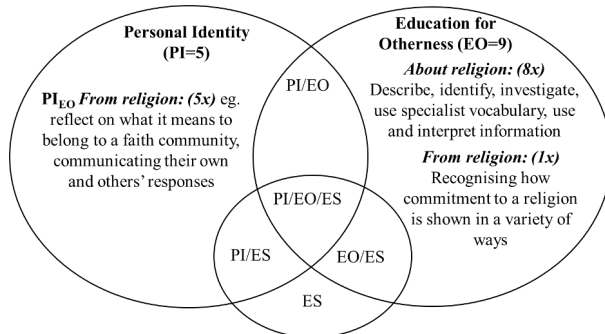 Personal Identity
(PI=5)
PI_EO From religion: (5x) eg.
reflect on what it means to
belong to a faith community,
communicating their own
and others' responses
PI/EO
Education for
Otherness (EO=9)
About religion: (8x)
Describe, identify, investigate,
use specialist vocabulary, use
and interpret information
From religion: (1x)
Recognising how
commitment to a religion
is shown in a variety of
ways
PI/EO/ES
PI/ES
EO/ES
ES